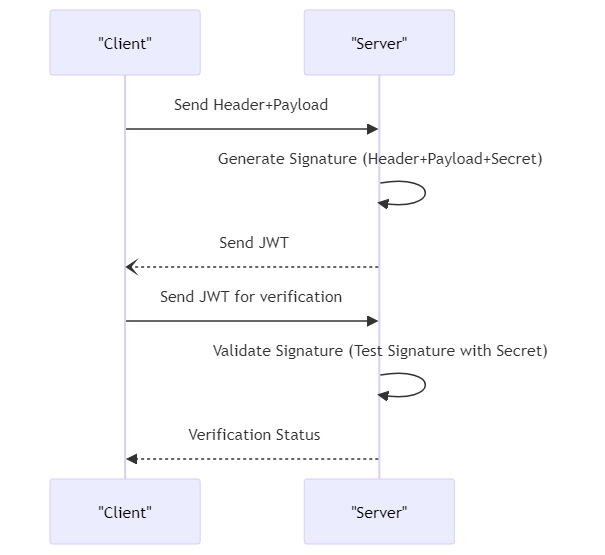 "Client"
"Server"
Send Header+Payload
Generate Signature (Header+Payload+Secret)
Send JWT
Send JWT for verification
Validate Signature (Test Signature with Secret)
Verification Status
"Client"
"Server"